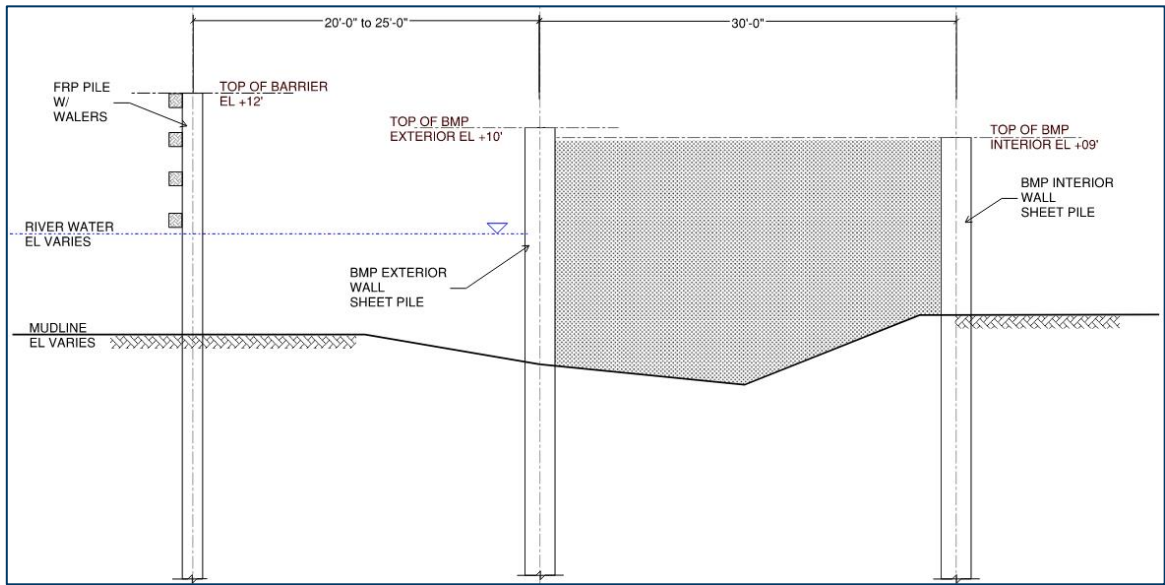 20'-0" to 25'-0"
30'-0"
FRP PILE
W/
WALERS
TOP OF BARRIER
EL +12'
TOP OF BMP
EXTERIOR EL +10'
TOP OF BMP
INTERIOR EL +09'
BMP INTERIOR
WALL
SHEET PILE
RIVER WATER
EL VARIES
BMP EXTERIOR
WALL
SHEET PILE
MUDLINE
EL VARIES